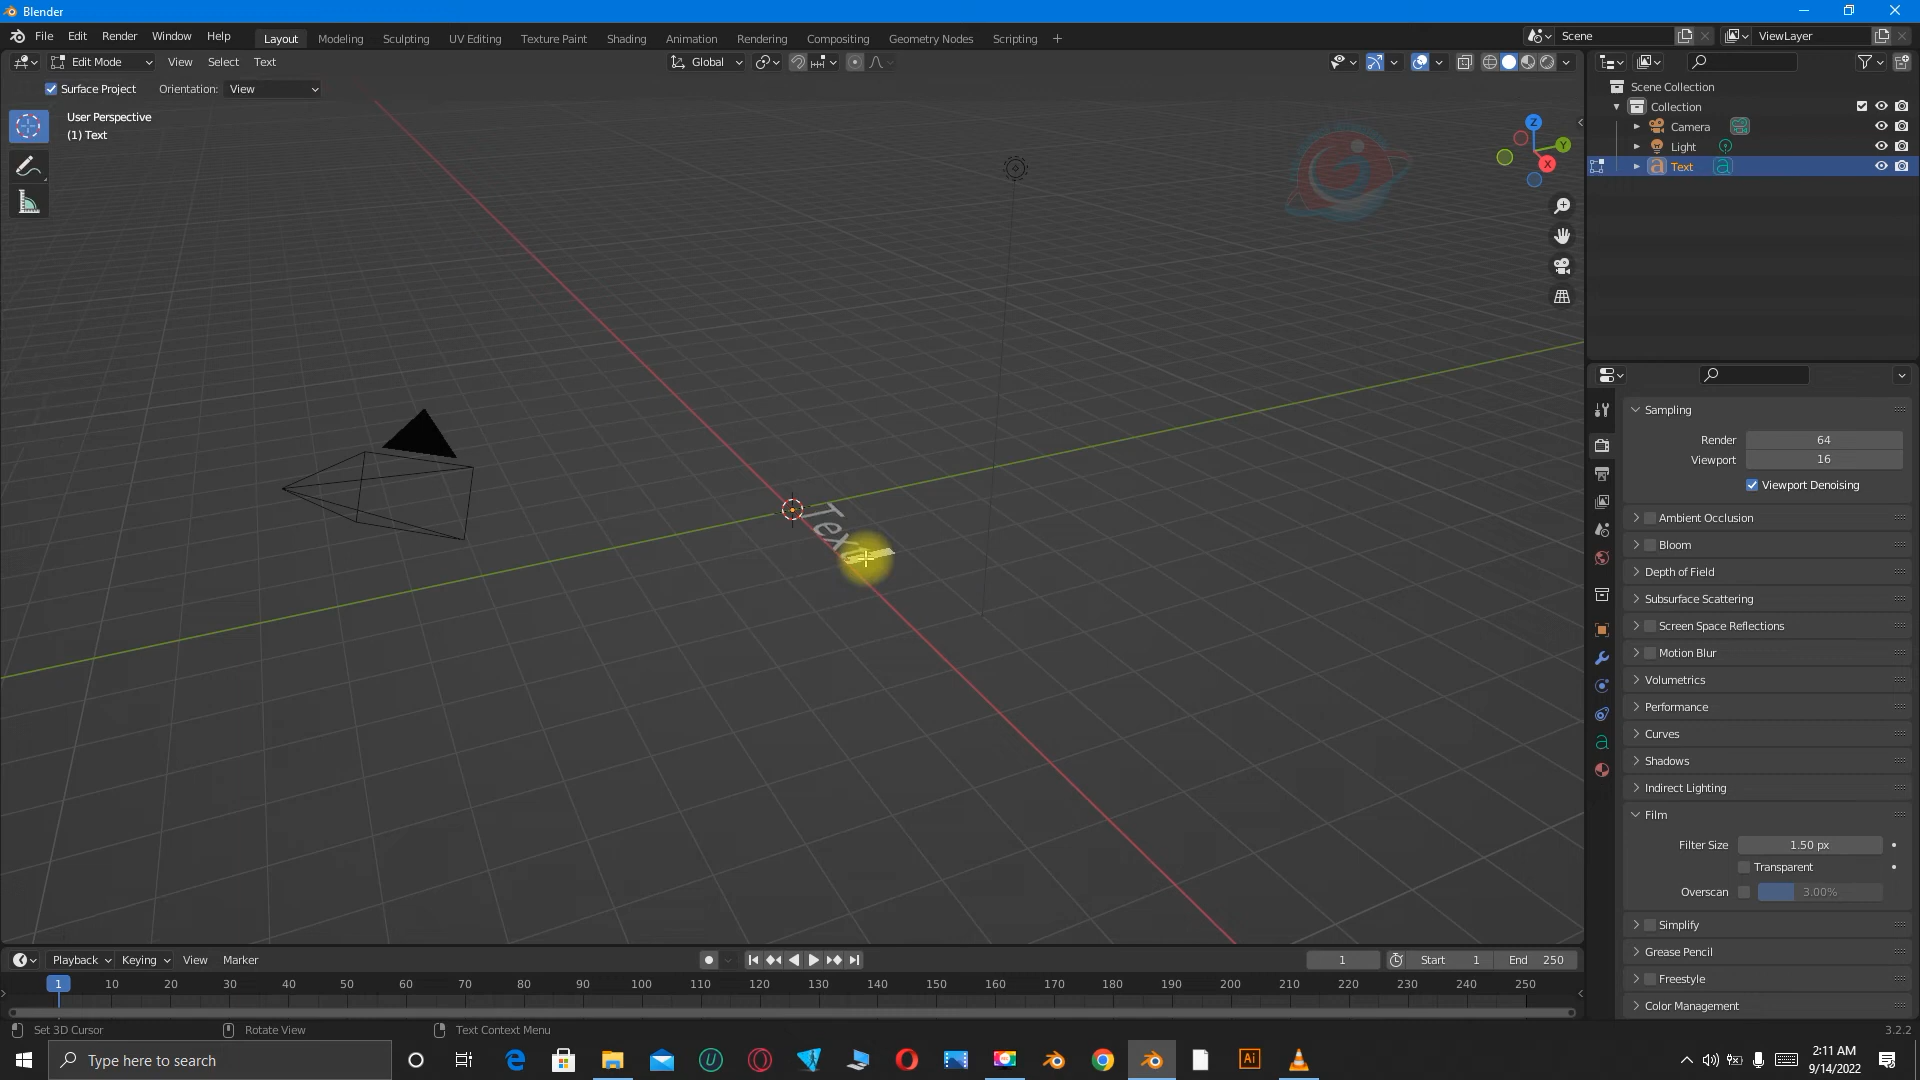 Blender
File Edit Render Window Help Layout Modeling Sculpting UV Editing Texture Paint Shading Animation Rendering Compositing Geometry Nodes Scripting + Scene ViewLayer
Edit Mode View Select Text Global
Surface Project Orientation: View
User Perspective
(1) Text
Z
Y
X
Text
Scene Collection
Collection
Camera
Light
Text
Sampling
Render 64
Viewport 16
Viewport Denoising
Ambient Occlusion
Bloom
Depth of Field
Subsurface Scattering
Screen Space Reflections
Motion Blur
Volumetrics
Performance
Curves
Shadows
Indirect Lighting
Film
Filter Size 1.50 px
Transparent
Overscan 3.00%
Simplify
Grease Pencil
Freestyle
Color Management
Playback Keying View Marker 1 Start 1 End 250
1 10 20 30 40 50 60 70 80 90 100 110 120 130 140 150 160 170 180 190 200 210 220 230 240 250
Set 3D Cursor Rotate View Text Context Menu 3.2.2
Type here to search
Ai
2:11 AM
9/14/2022